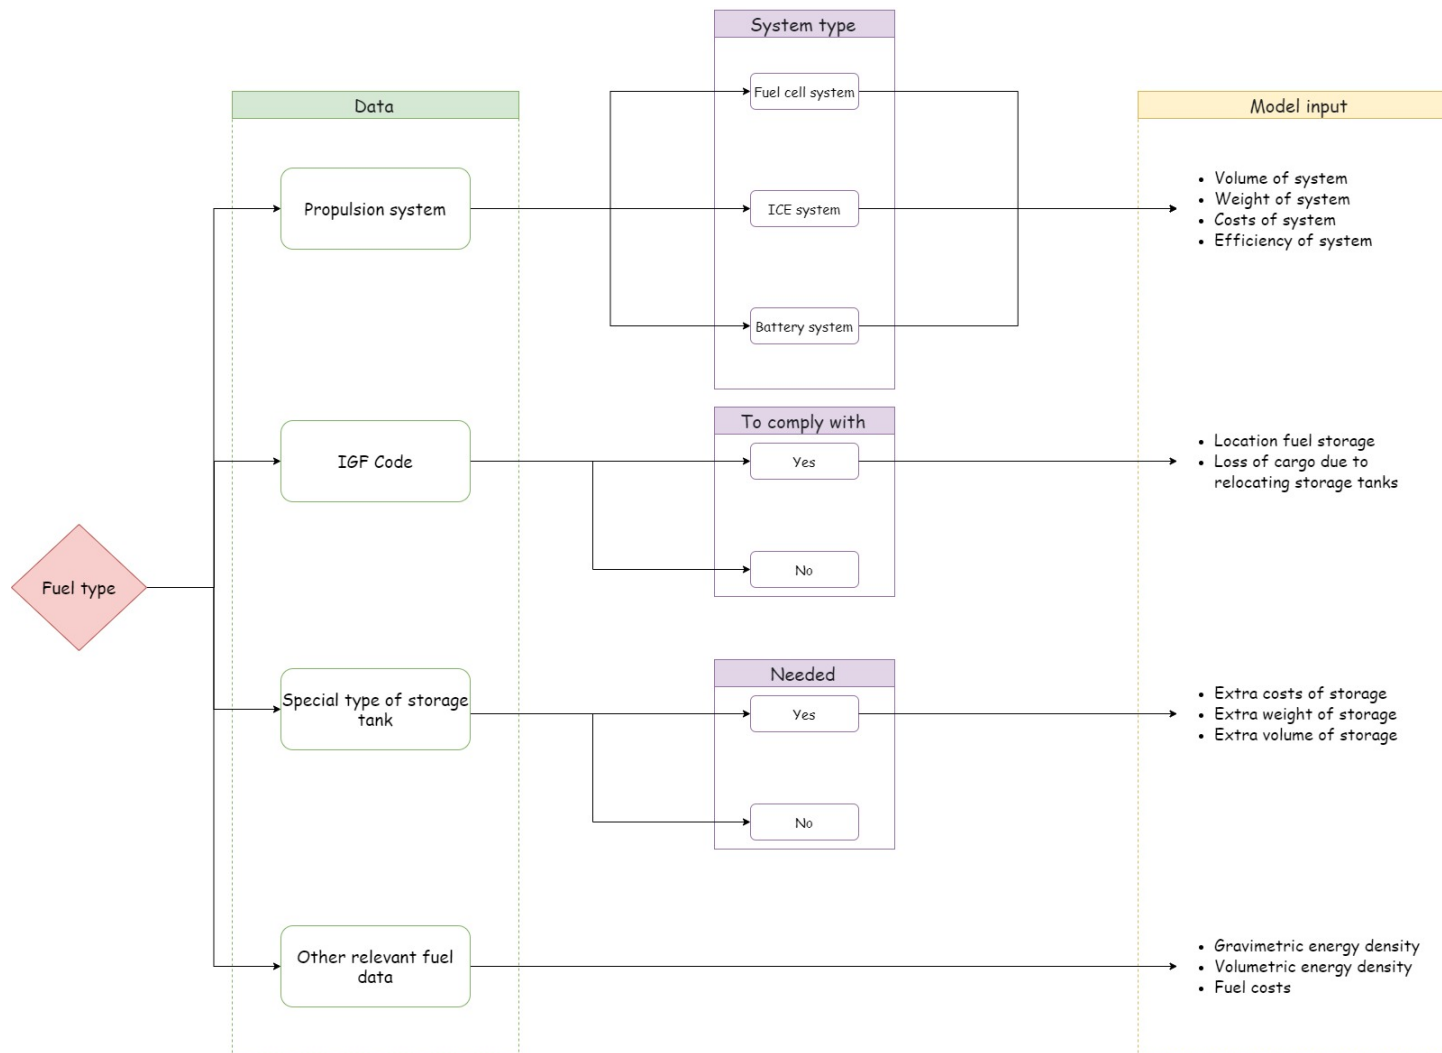 System type
Fuel cell system
Data
Model input
Propulsion system
ICE system
• Volume of system
• Weight of system
• Costs of system
• Efficiency of system
Battery system
To comply with
IGF Code
Yes
• Location fuel storage
• Loss of cargo due to
relocating storage tanks
No
Fuel type
Needed
Special type of storage
tank
Yes
• Extra costs of storage
• Extra weight of storage
• Extra volume of storage
No
Other relevant fuel
data
• Gravimetric energy density
• Volumetric energy density
• Fuel costs